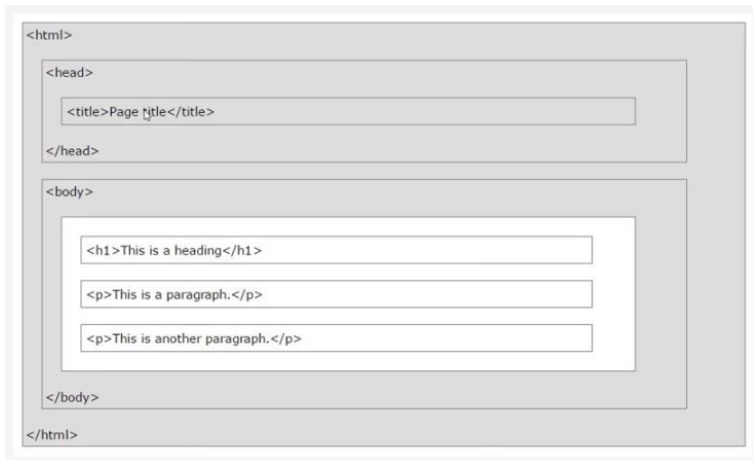 <html>
<head>
<title>Page title</title>
</head>
<body>
<h1>This is a heading</h1>
<p>This is a paragraph.</p>
<p>This is another paragraph.</p>
</body>
</html>